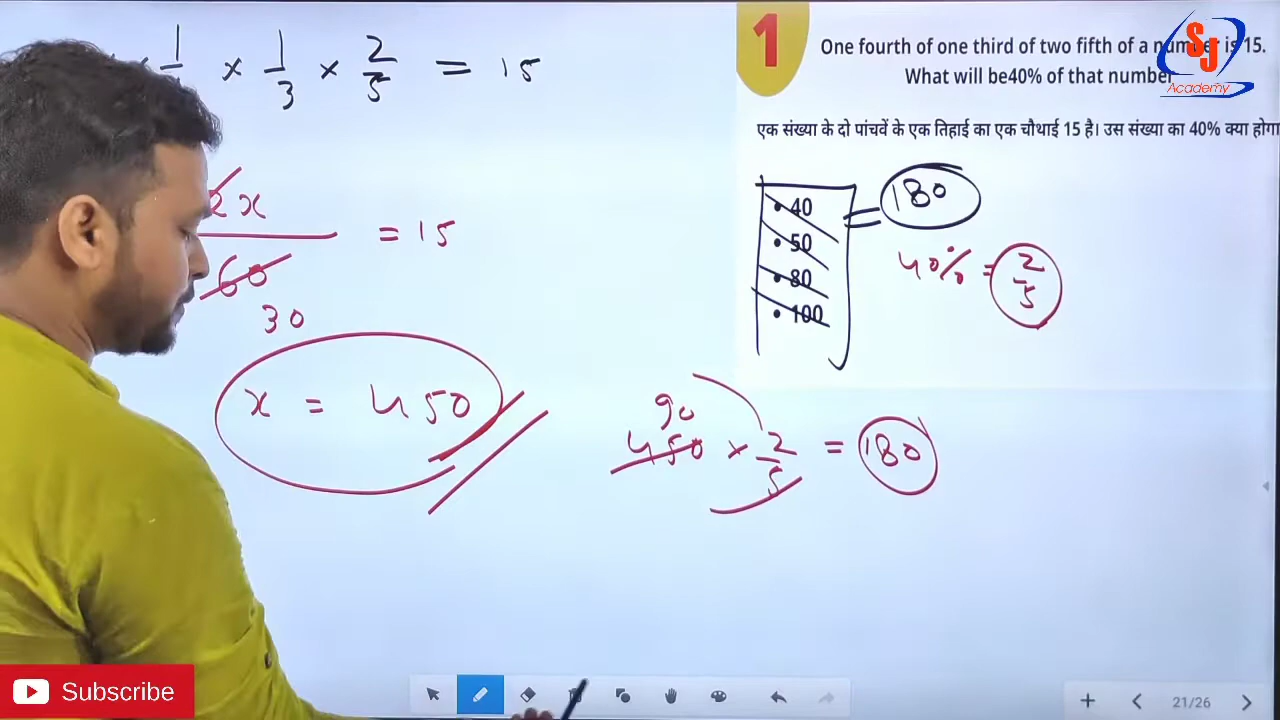 x 1/ x 1/3 x 2/5 = 15
1
One fourth of one third of two fifth of a number is 15.
What will be40% of that number
SJ
Academy
एक संख्या के दो पांचवें के एक तिहाई का एक चौथाई 15 है। उस संख्या का 40% क्या होगा
• 40
• 50
• 80
• 100
= 180
40% = 2/5
2x/60 = 15
30
x = 450
90
450 x 2/5 = 180
Subscribe
21/26